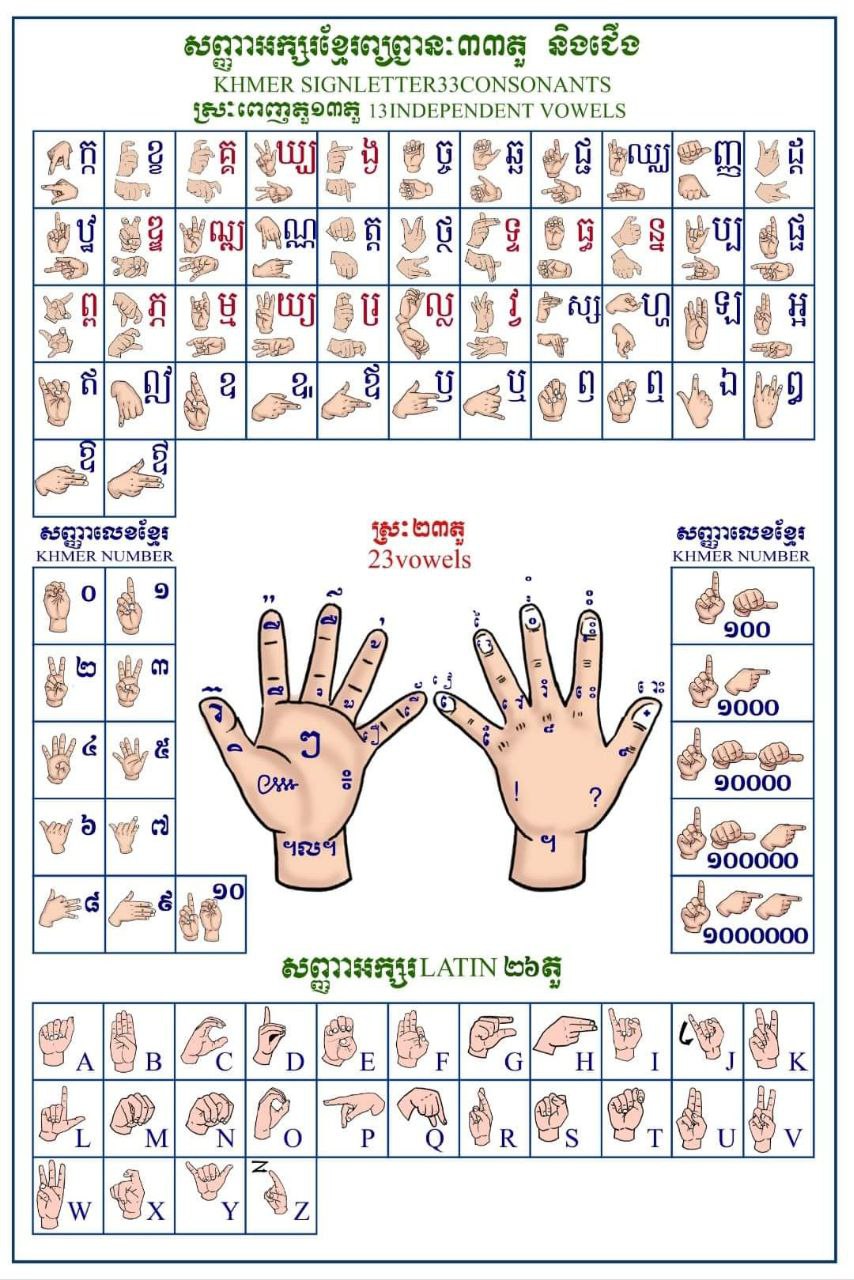 សញ្ញាអក្សរខ្មែរព្យព្ជានៈ៣៣តួ និងជើង
KHMER SIGNLETTER33CONSONANTS
ស្រៈពេញតួ១៣តួ 13INDEPENDENT VOWELS
ក្ក ខ្ខ គ្គ ឃ្ឃ ង្ង ច្ច ឆ្ឆ ជ្ជ ឈ្ឈ ញ្ញ ដ្ដ
ឋ្ឋ ឌ្ឌ ឍ្ឍ ណ្ណ ត្ត ថ្ថ ទ្ទ ធ្ធ ន្ន ប្ប ផ្ផ
ព្ព ភ្ភ ម្ម យ្យ រ្រ ល្ល វ្វ ស្ស ហ្ហ ឡ អ្អ
ឥ ឦ ឧ ឩ ឪ ឫ ឬ ឭ ឮ ឯ ឰ
ឱ ឳ
សញ្ញាលេខខ្មែរ
KHMER NUMBER
០ ១
២ ៣
៤ ៥
៦ ៧
៨ ៩ ១០
ស្រៈ ២៣តួ
23vowels
ៗ
។ល។
! ?
។
សញ្ញាលេខខ្មែរ
KHMER NUMBER
១០០
១០០០
១០០០០
១០០០០០
១០០០០០០
សញ្ញាអក្សរLATIN ២៦តួ
A B C D E F G H I J K
L M N O P Q R S T U V
W X Y Z